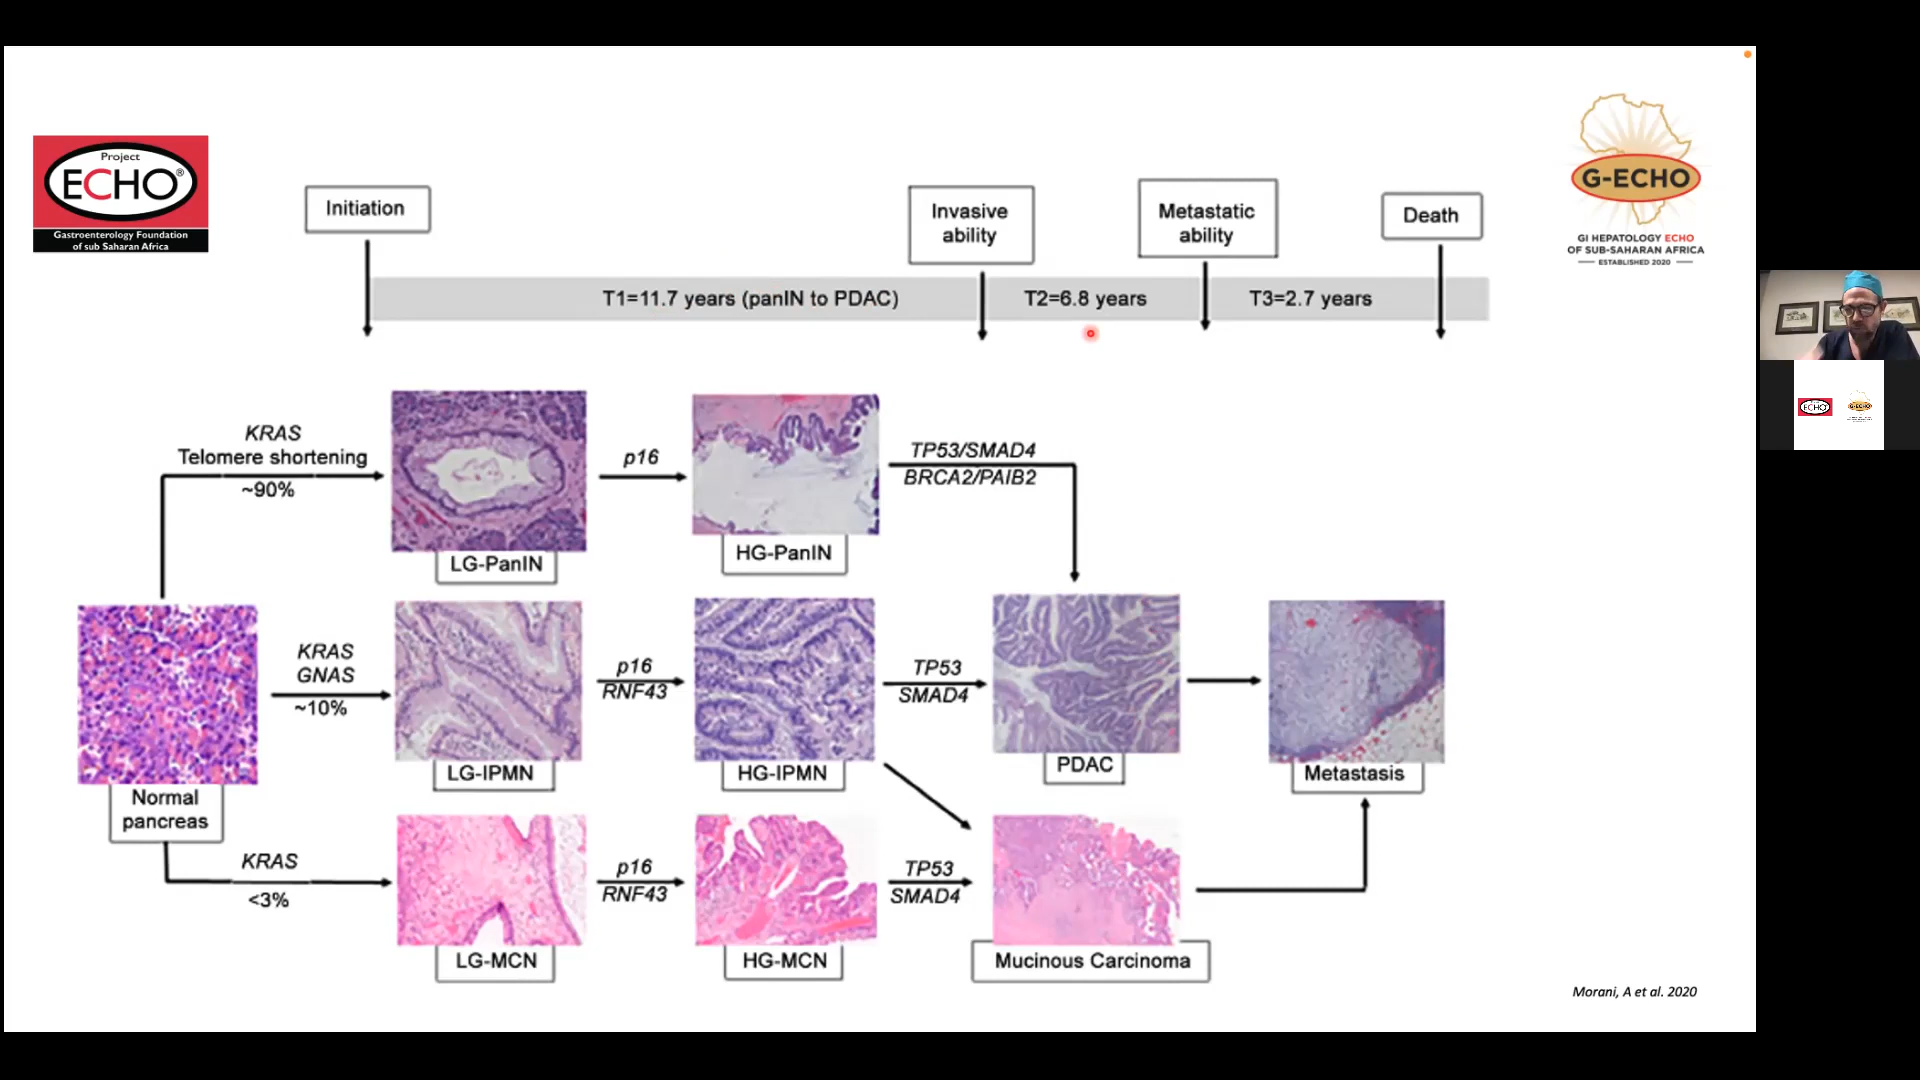 Project
ECHO®
Gastroenterology Foundation
of sub Saharan Africa
G-ECHO
GI HEPATOLOGY ECHO
OF SUB-SAHARAN AFRICA
ESTABLISHED 2020
Initiation
Invasive
ability
Metastatic
ability
Death
T1=11.7 years (panIN to PDAC)
T2=6.8 years
T3=2.7 years
KRAS
Telomere shortening
~90%
LG-PanIN
p16
HG-PanIN
TP53/SMAD4
BRCA2/PAIB2
Normal
pancreas
KRAS
GNAS
~10%
LG-IPMN
p16
RNF43
HG-IPMN
TP53
SMAD4
PDAC
Metastasis
KRAS
<3%
LG-MCN
p16
RNF43
HG-MCN
TP53
SMAD4
Mucinous Carcinoma
Morani, A et al. 2020
ECHO
G-ECHO